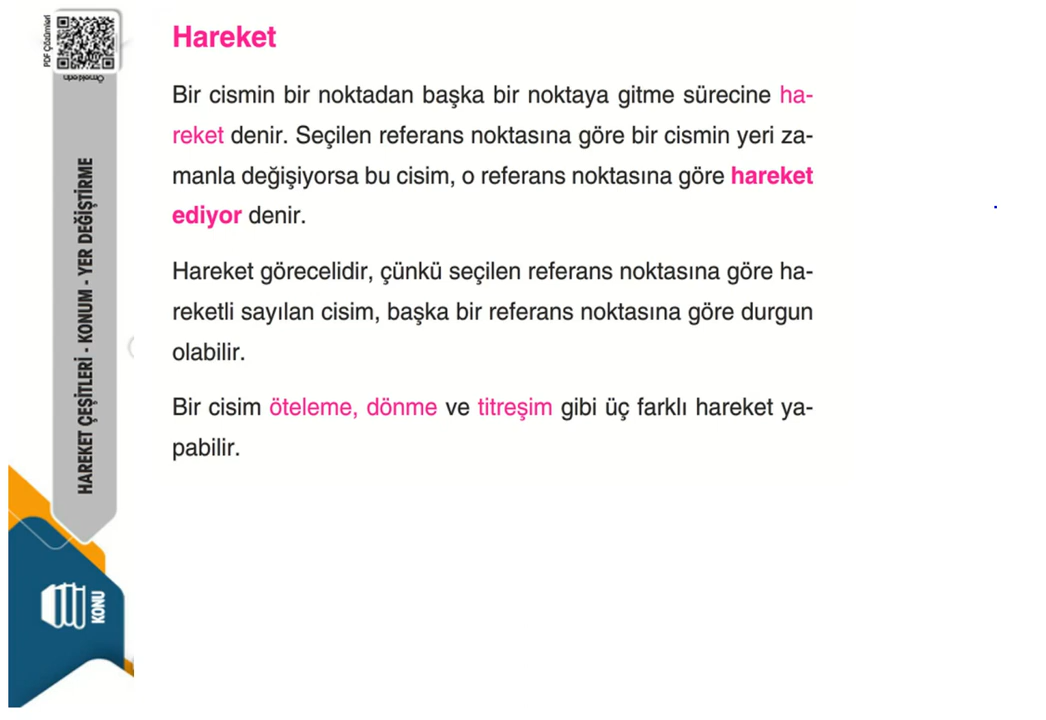 PDF Çözümleri
Örneklerin
HAREKET ÇEŞİTLERİ - KONUM - YER DEĞİŞTİRME
KONU
Hareket
Bir cismin bir noktadan başka bir noktaya gitme sürecine ha-
reket denir. Seçilen referans noktasına göre bir cismin yeri za-
manla değişiyorsa bu cisim, o referans noktasına göre hareket
ediyor denir.
Hareket görecelidir, çünkü seçilen referans noktasına göre ha-
reketli sayılan cisim, başka bir referans noktasına göre durgun
olabilir.
Bir cisim öteleme, dönme ve titreşim gibi üç farklı hareket ya-
pabilir.